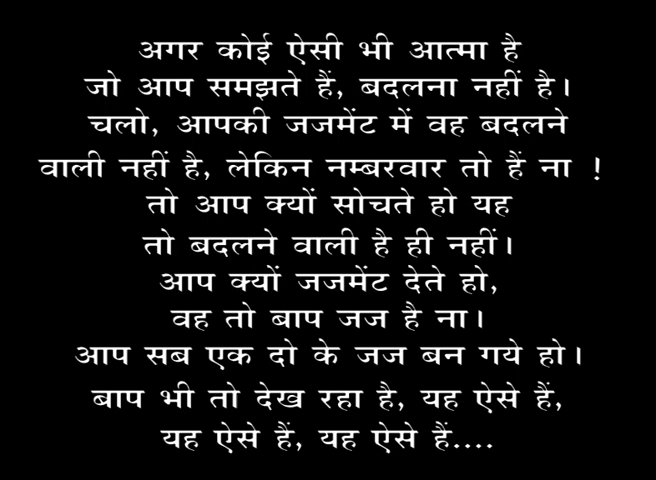 अगर कोई ऐसी भी आत्मा है
जो आप समझते हैं, बदलना नहीं है।
चलो, आपकी जजमेंट में वह बदलने
वाली नहीं है, लेकिन नम्बरवार तो हैं ना !
तो आप क्यों सोचते हो यह
तो बदलने वाली है ही नहीं।
आप क्यों जजमेंट देते हो,
वह तो बाप जज है ना।
आप सब एक दो के जज बन गये हो।
बाप भी तो देख रहा है, यह ऐसे हैं,
यह ऐसे हैं, यह ऐसे हैं....